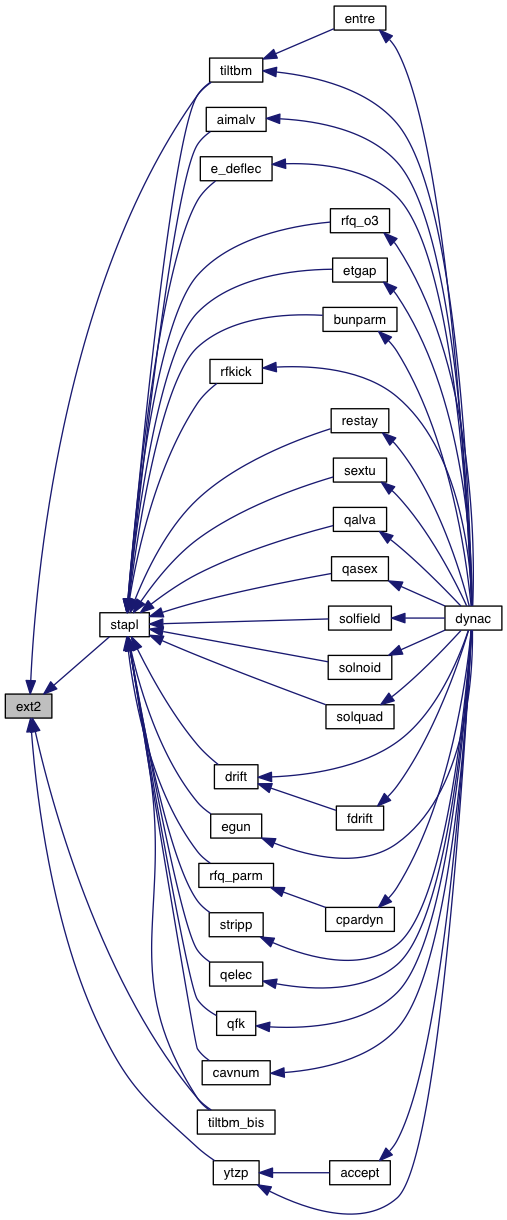 entre
tiltbm
aimalv
e_deflec
rfq_o3
etgap
bunparm
rfkick
restay
sextu
qalva
qasex
solfield
dynac
stapl
solnoid
ext2
solquad
drift
fdrift
egun
rfq_parm
cpardyn
stripp
qelec
qfk
cavnum
tiltbm_bis
ytzp
accept